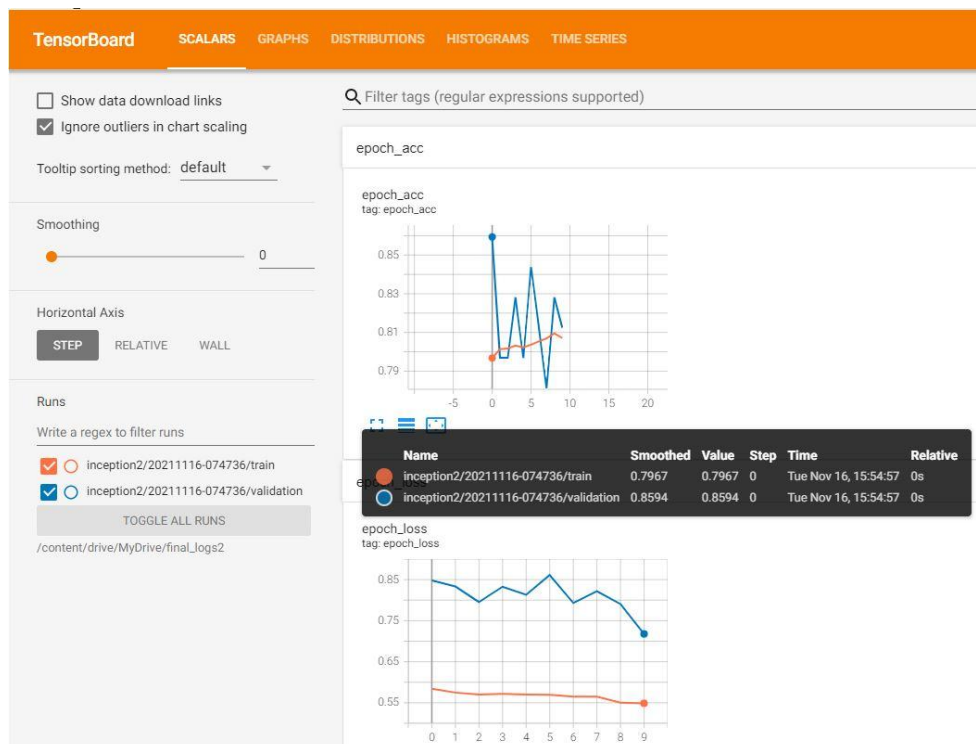 TensorBoard SCALARS GRAPHS DISTRIBUTIONS HISTOGRAMS TIME SERIES
Show data download links
Ignore outliers in chart scaling
Tooltip sorting method: default
Smoothing
0
Horizontal Axis
STEP RELATIVE WALL
Runs
Write a regex to filter runs
inception2/20211116-074736/train
inception2/20211116-074736/validation
TOGGLE ALL RUNS
/content/drive/MyDrive/final_logs2
Filter tags (regular expressions supported)
epoch_acc
epoch_acc
tag: epoch_acc
0.85
0.83
0.81
0.79
-5 0 5 10 15 20
Name Smoothed Value Step Time Relative
inception2/20211116-074736/train 0.7967 0.7967 0 Tue Nov 16, 15:54:57 0s
inception2/20211116-074736/validation 0.8594 0.8594 0 Tue Nov 16, 15:54:57 0s
epoch_loss
epoch_loss
tag: epoch_loss
0.85
0.75
0.65
0.55
0 1 2 3 4 5 6 7 8 9